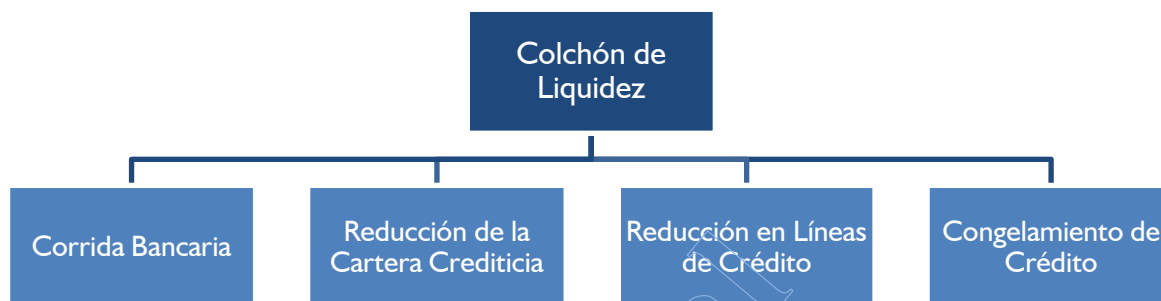 Colchón de
Liquidez
Corrida Bancaria
Reducción de la
Cartera Crediticia
Reducción en Líneas
de Crédito
Congelamiento de
Crédito